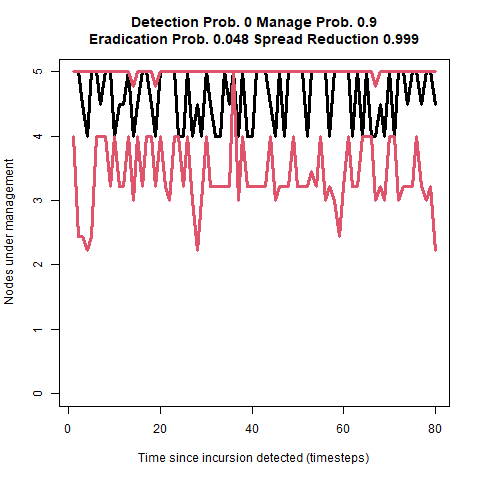 Detection Prob. 0 Manage Prob. 0.9
Eradication Prob. 0.048 Spread Reduction 0.999
Nodes under management
5
4
3
2
1
0
0 20 40 60 80
Time since incursion detected (timesteps)